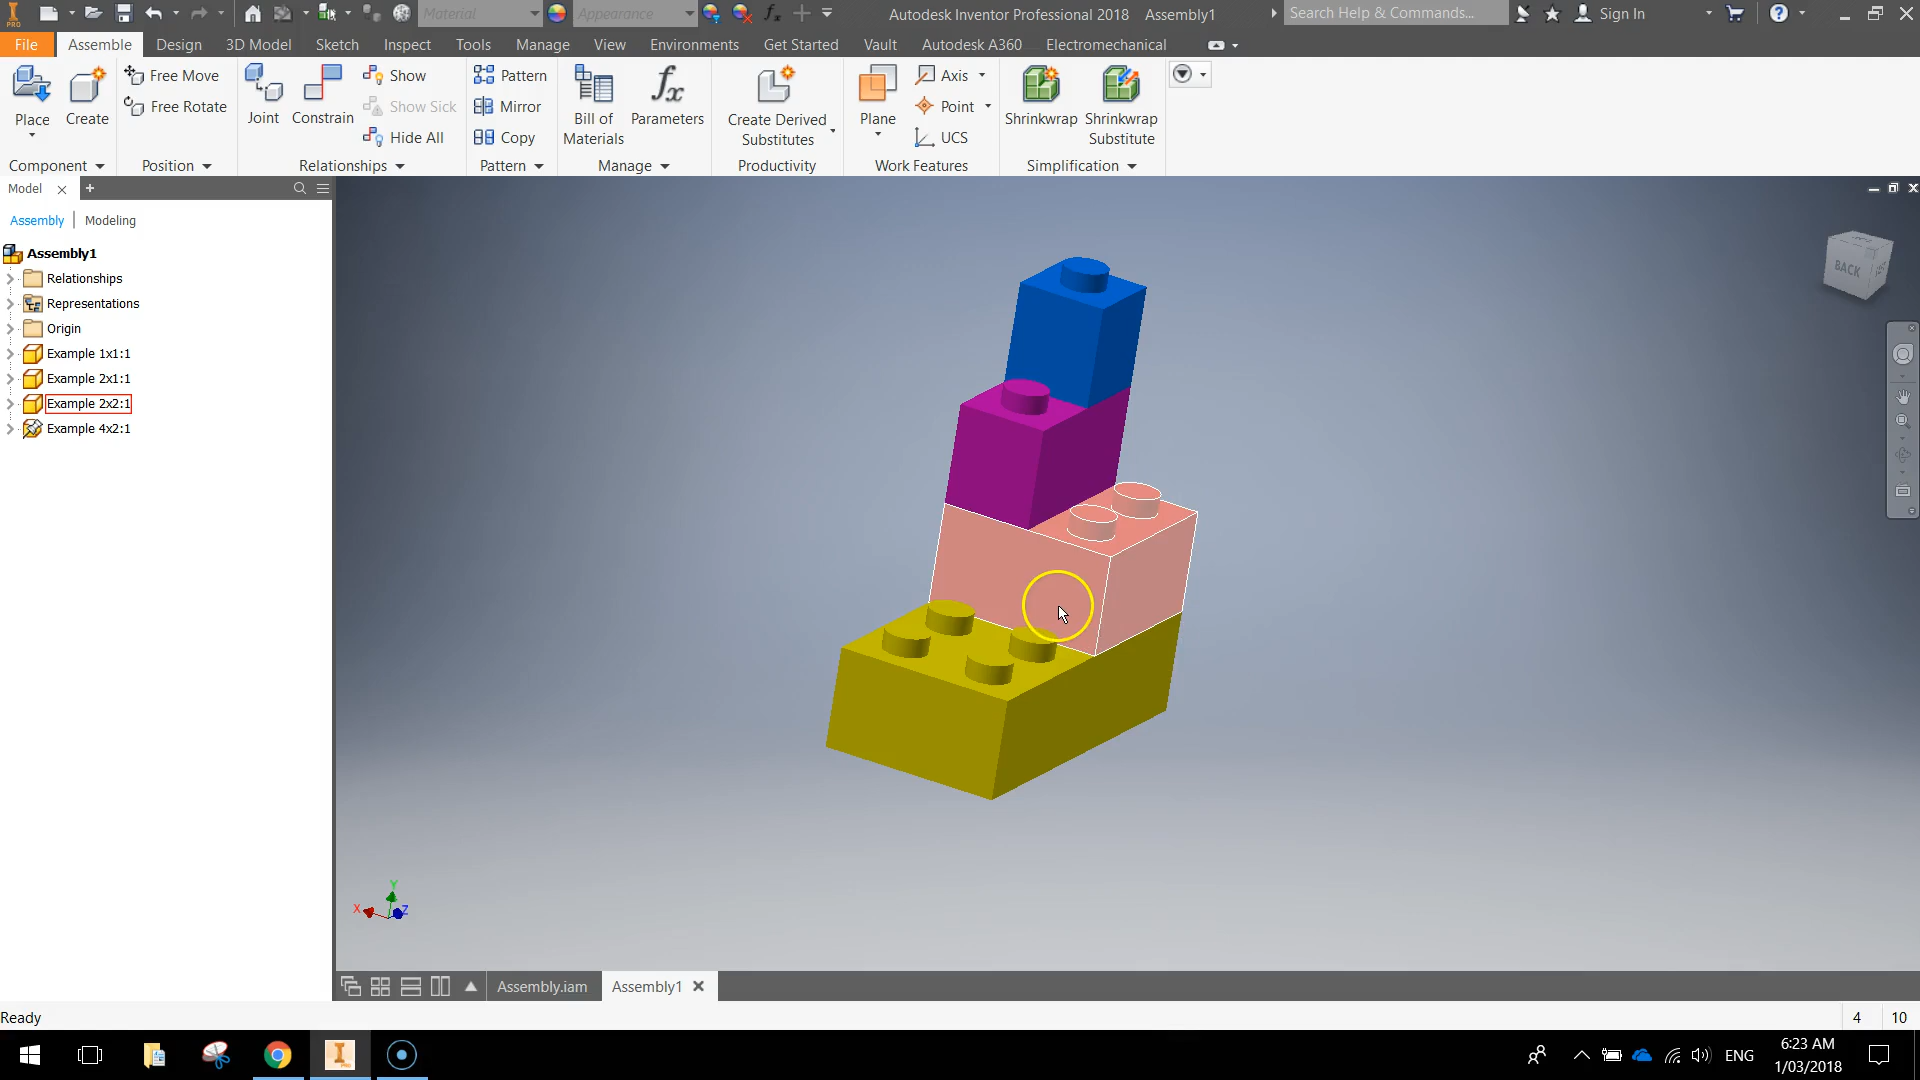 PRO
Material
Appearance
fx
Autodesk Inventor Professional 2018 Assembly1
Search Help & Commands...
Sign In
File Assemble Design 3D Model Sketch Inspect Tools Manage View Environments Get Started Vault Autodesk A360 Electromechanical
Place
Create
Free Move
Free Rotate
Joint
Constrain
Show
Show Sick
Hide All
Pattern
Mirror
Copy
Bill of
Materials
fx
Parameters
Create Derived
Substitutes
Plane
Axis
Point
UCS
Shrinkwrap
Shrinkwrap
Substitute
Component Position Relationships Pattern Manage Productivity Work Features Simplification
Model
Assembly Modeling
Assembly1
Relationships
Representations
Origin
Example 1x1:1
Example 2x1:1
Example 2x2:1
Example 4x2:1
BACK
Y
X
Z
Assembly.iam Assembly1
Ready
4 10
ENG
6:23 AM
1/03/2018